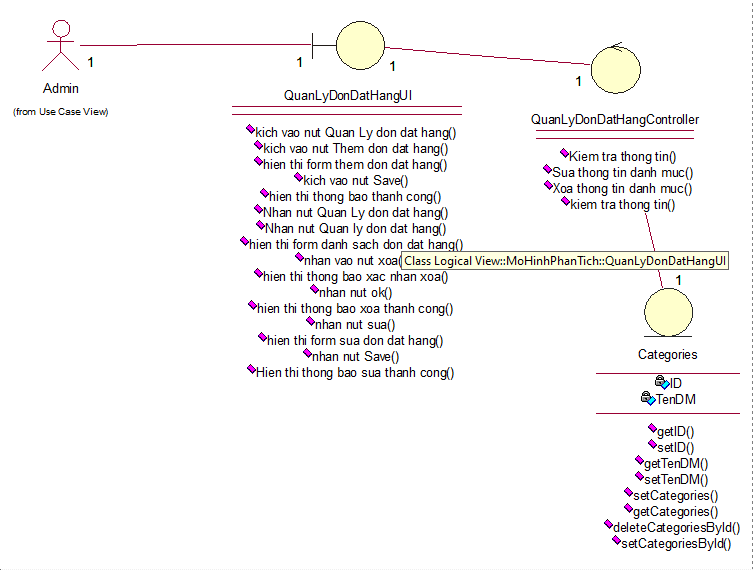 1
1
1
1
Admin
(from Use Case View)
QuanLyDonDatHangUI
kich vao nut Quan Ly don dat hang()
kich vao nut Them don dat hang()
hien thi form them don dat hang()
kich vao nut Save()
hien thi thong bao thanh cong()
Nhan nut Quan Ly don dat hang()
Nhan nut Quan ly don dat hang()
hien thi form danh sach don dat hang()
nhan vao nut xoa(
hien thi thong bao xac nhan xoa()
nhan nut ok()
hien thi thong bao xoa thanh cong()
nhan nut sua()
hien thi form sua don dat hang()
nhan nut Save()
Hien thi thong bao sua thanh cong()
QuanLyDonDatHangController
Kiem tra thong tin()
Sua thong tin danh muc()
Xoa thong tin danh muc()
kiem tra thong tin()
Class Logical View::MoHinhPhanTich::QuanLyDonDatHangUI
1
Categories
ID
TenDM
getID()
setID()
getTenDM()
setTenDM()
setCategories()
getCategories()
deleteCategoriesById()
setCategoriesById()